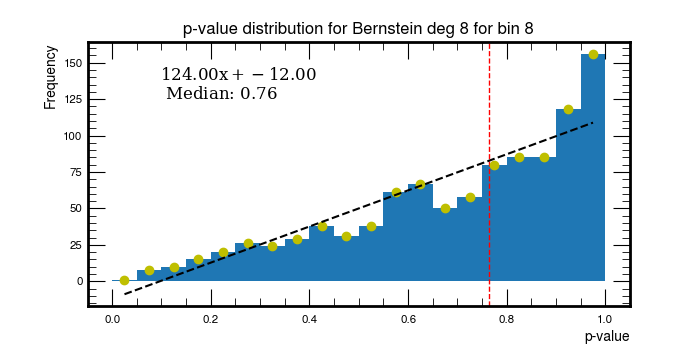 p-value distribution for Bernstein deg 8 for bin 8
Frequency
150
125
100
75
50
25
0
124.00x + −12.00
Median: 0.76
0.0 0.2 0.4 0.6 0.8 1.0
p-value